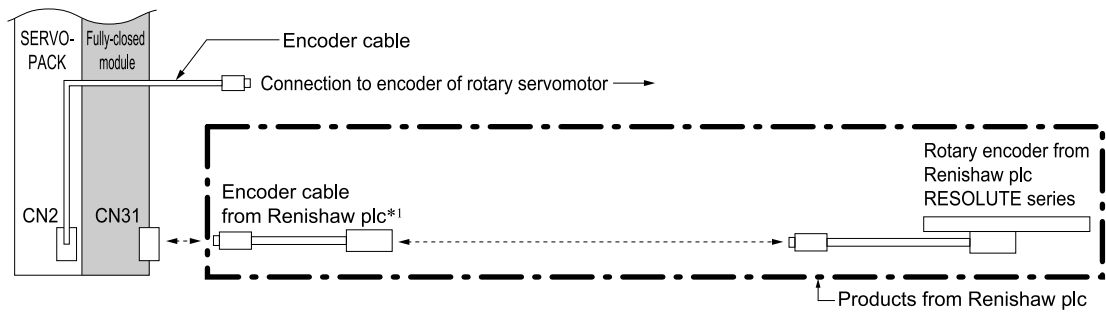 SERVO-
PACK
Fully-closed
module
Encoder cable
Connection to encoder of rotary servomotor
CN2
CN31
Encoder cable
from Renishaw plc*1
Rotary encoder from
Renishaw plc
RESOLUTE series
Products from Renishaw plc